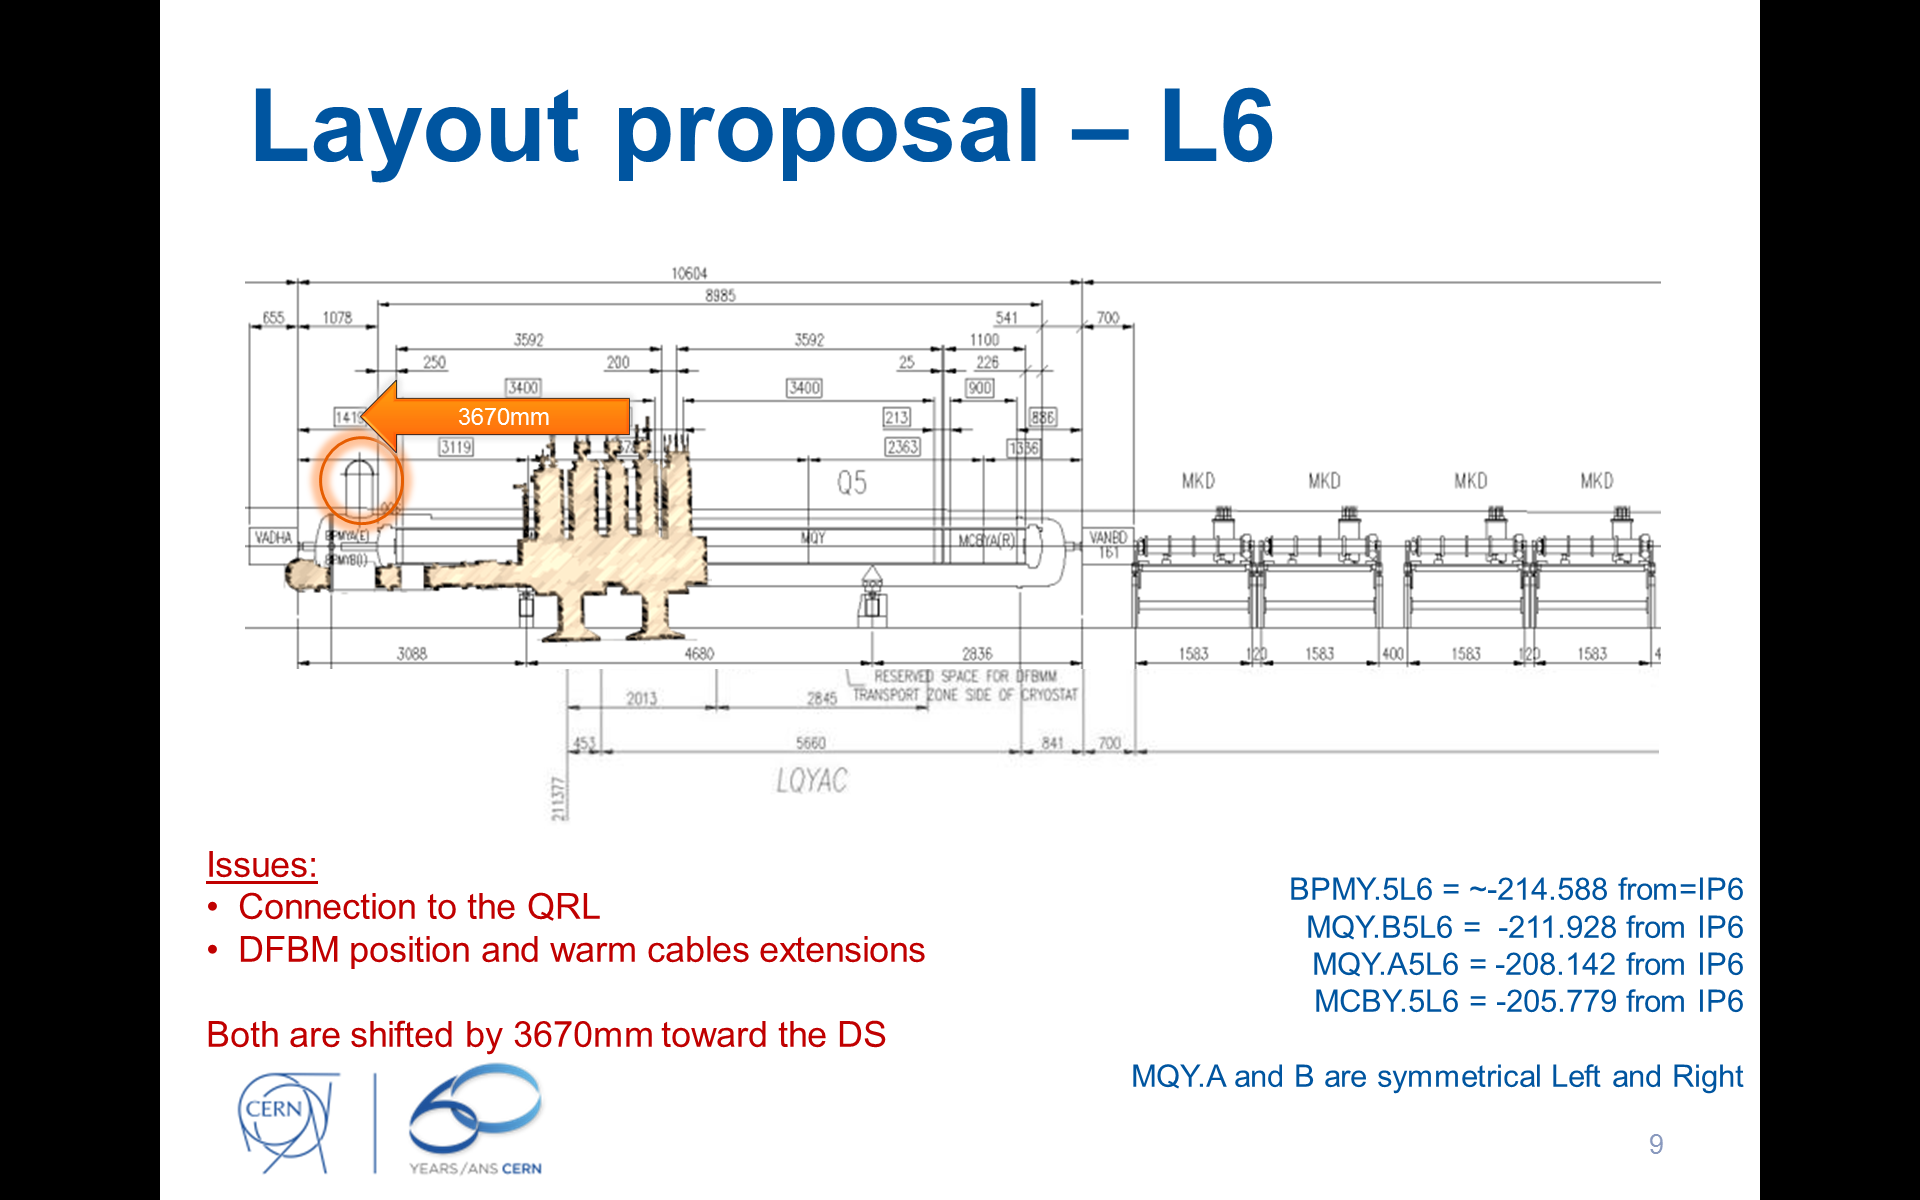 Layout proposal – L6
10604
8985
655
1078
541
700
3592
3592
1100
250
200
25
226
3400
3400
900
3670mm
213
886
3119
2363
1336
Q5
MKD
MKD
MKD
MKD
VADHA
BPMYA(E)
MQY
MCBYA(R)
VANBD
161
BPMYB(I)
3088
4680
2836
1583
120
1583
400
1583
120
1583
4
RESERVED SPACE FOR DFBMM
TRANSPORT ZONE SIDE OF CRYOSTAT
2013
2845
453
5660
841
700
LQYAC
211377
Issues:
• Connection to the QRL
• DFBM position and warm cables extensions
Both are shifted by 3670mm toward the DS
BPMY.5L6 = ~-214.588 from=IP6
MQY.B5L6 = -211.928 from IP6
MQY.A5L6 = -208.142 from IP6
MCBY.5L6 = -205.779 from IP6
MQY.A and B are symmetrical Left and Right
CERN
60
YEARS/ANS CERN
9